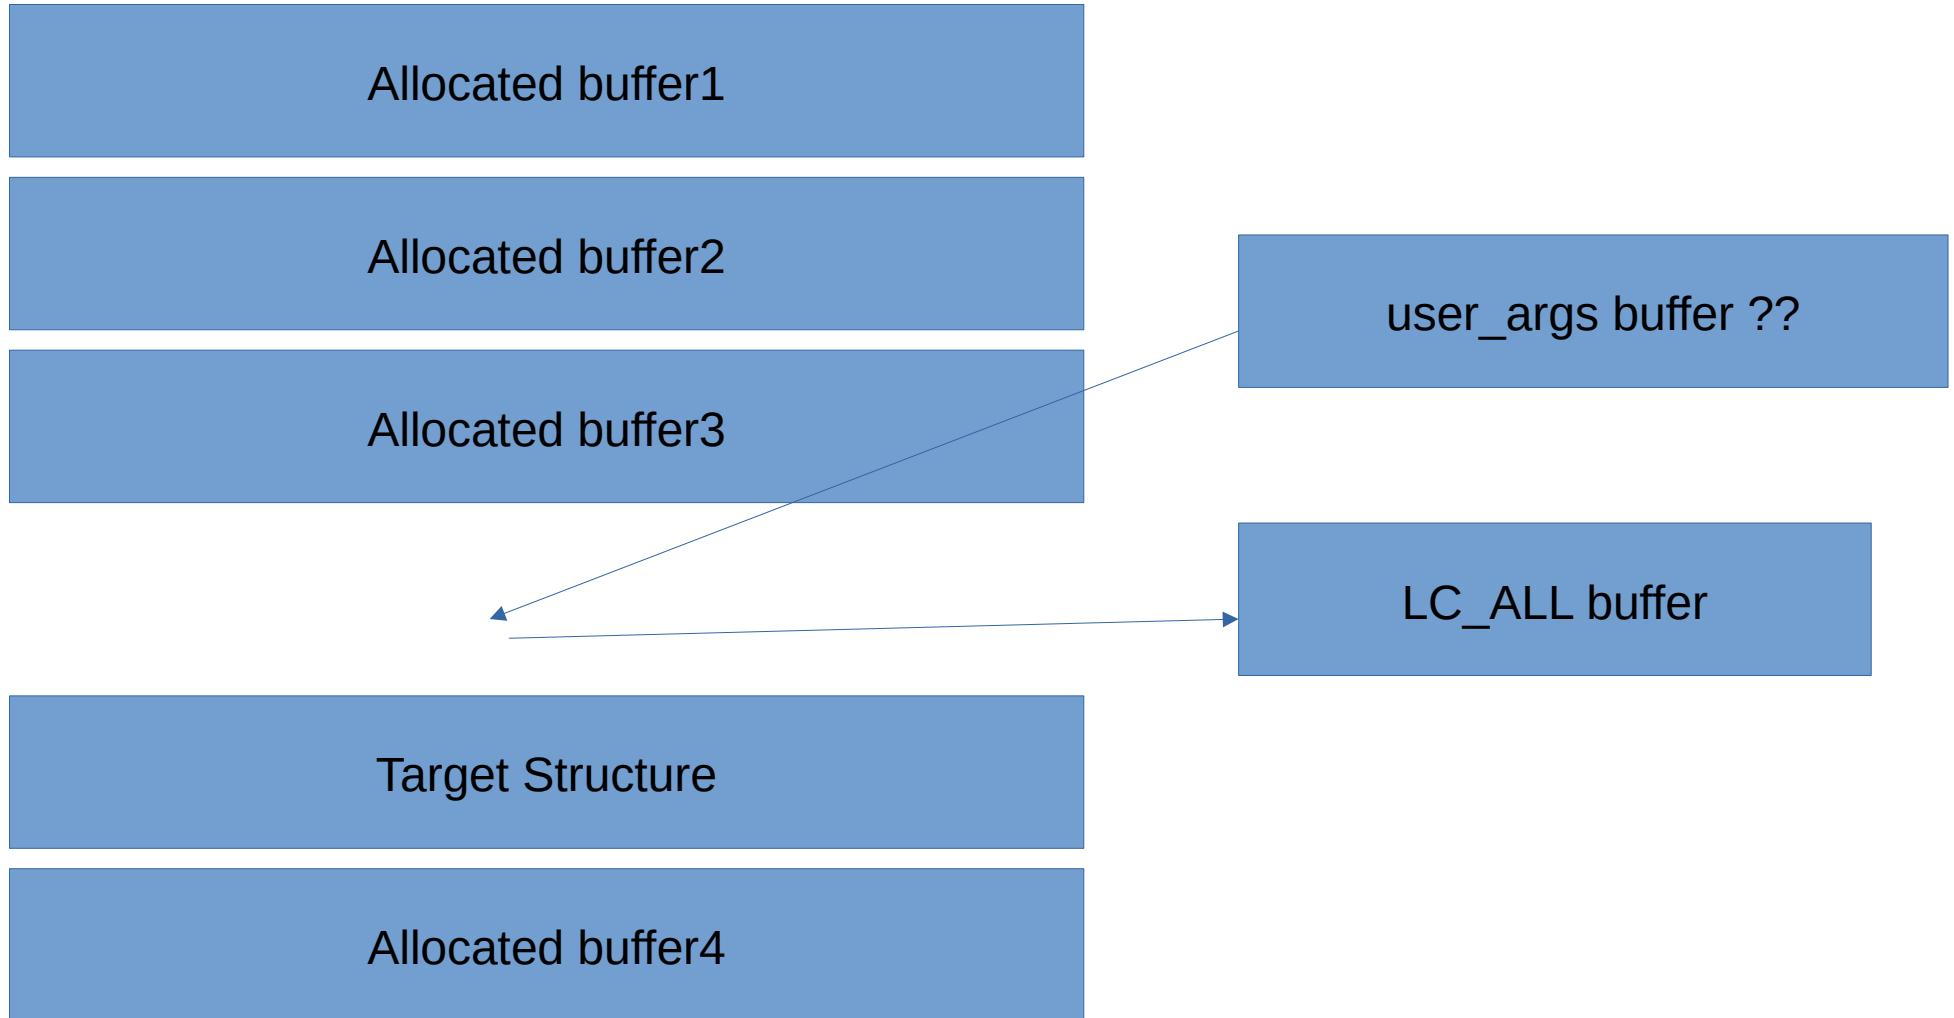 Allocated buffer1
Allocated buffer2
user_args buffer ??
Allocated buffer3
LC_ALL buffer
Target Structure
Allocated buffer4